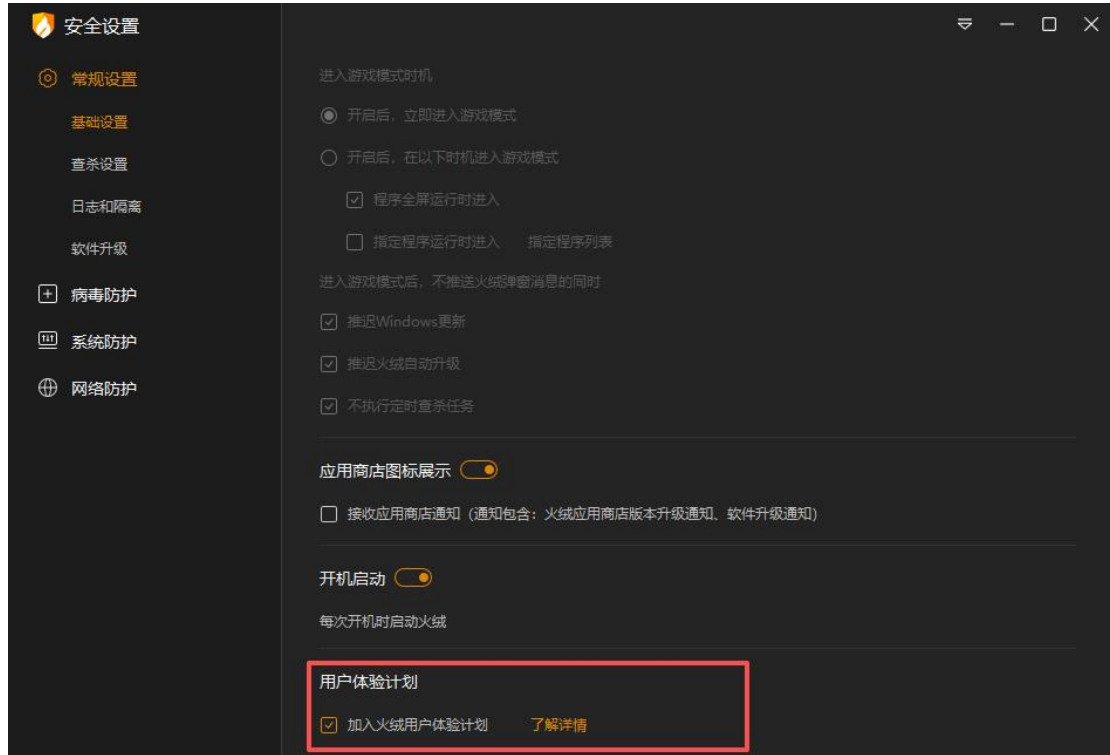 安全设置
常规设置
基础设置
查杀设置
日志和隔离
软件升级
病毒防护
系统防护
网络防护
进入游戏模式时机
开启后，立即进入游戏模式
开启后，在以下时机进入游戏模式
程序全屏运行时进入
指定程序运行时进入 指定程序列表
进入游戏模式后，不推送火绒弹窗消息的同时
推迟Windows更新
推迟火绒自动升级
不执行定时查杀任务
应用商店图标展示
接收应用商店通知（通知包含：火绒应用商店版本升级通知、软件升级通知）
开机启动
每次开机时启动火绒
用户体验计划
加入火绒用户体验计划 了解详情